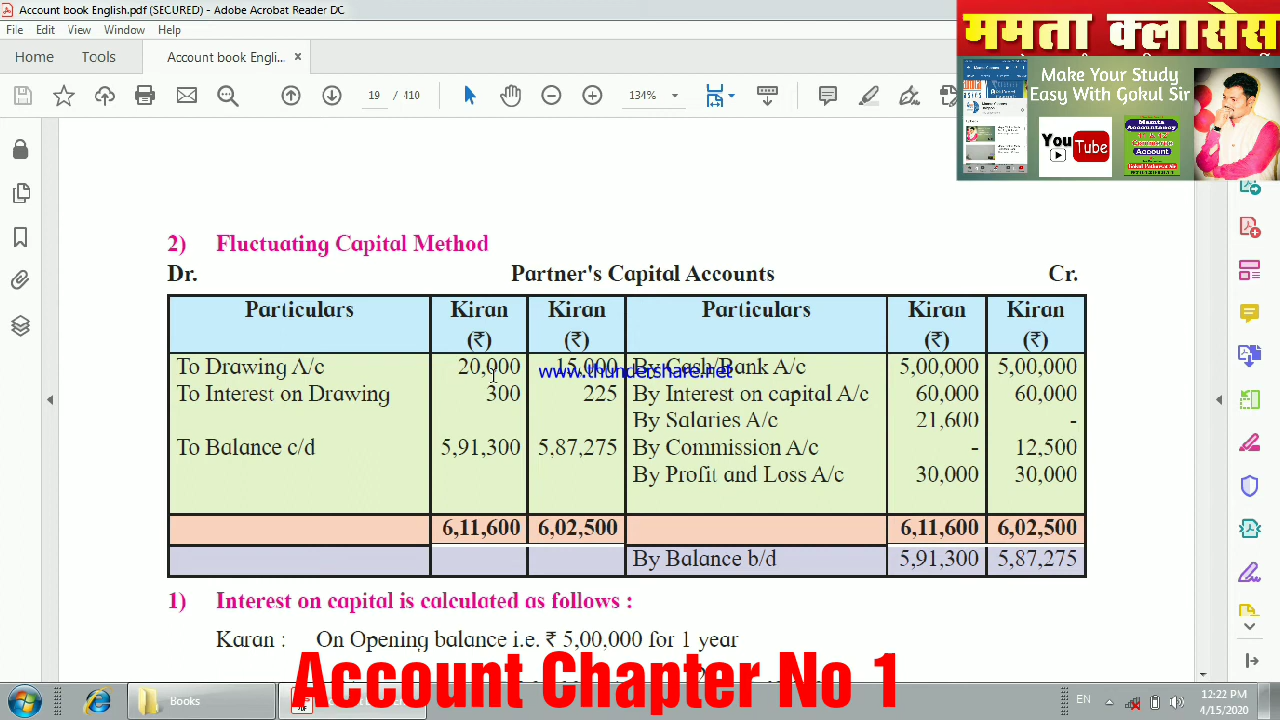 Account book English.pdf (SECURED) - Adobe Acrobat Reader DC
File Edit View Window Help
Home Tools Account book Engli... ×
19 / 410 134%
ममता क्लासेस
Make Your Study
Easy With Gokul Sir
You Tube
Mamta
Accountancy
Commerce
Account
2) Fluctuating Capital Method
Dr. Partner's Capital Accounts Cr.
Particulars Kiran (₹) Kiran (₹) Particulars Kiran (₹) Kiran (₹)
To Drawing A/c 20,000 15,000 By Cash/Bank A/c 5,00,000 5,00,000
www.thundershare.net
To Interest on Drawing 300 225 By Interest on capital A/c 60,000 60,000
By Salaries A/c 21,600 -
To Balance c/d 5,91,300 5,87,275 By Commission A/c - 12,500
By Profit and Loss A/c 30,000 30,000
6,11,600 6,02,500 6,11,600 6,02,500
By Balance b/d 5,91,300 5,87,275
1) Interest on capital is calculated as follows :
Karan : On Opening balance i.e. ₹ 5,00,000 for 1 year
Account Chapter No 1
Books
EN
12:22 PM
4/15/2020